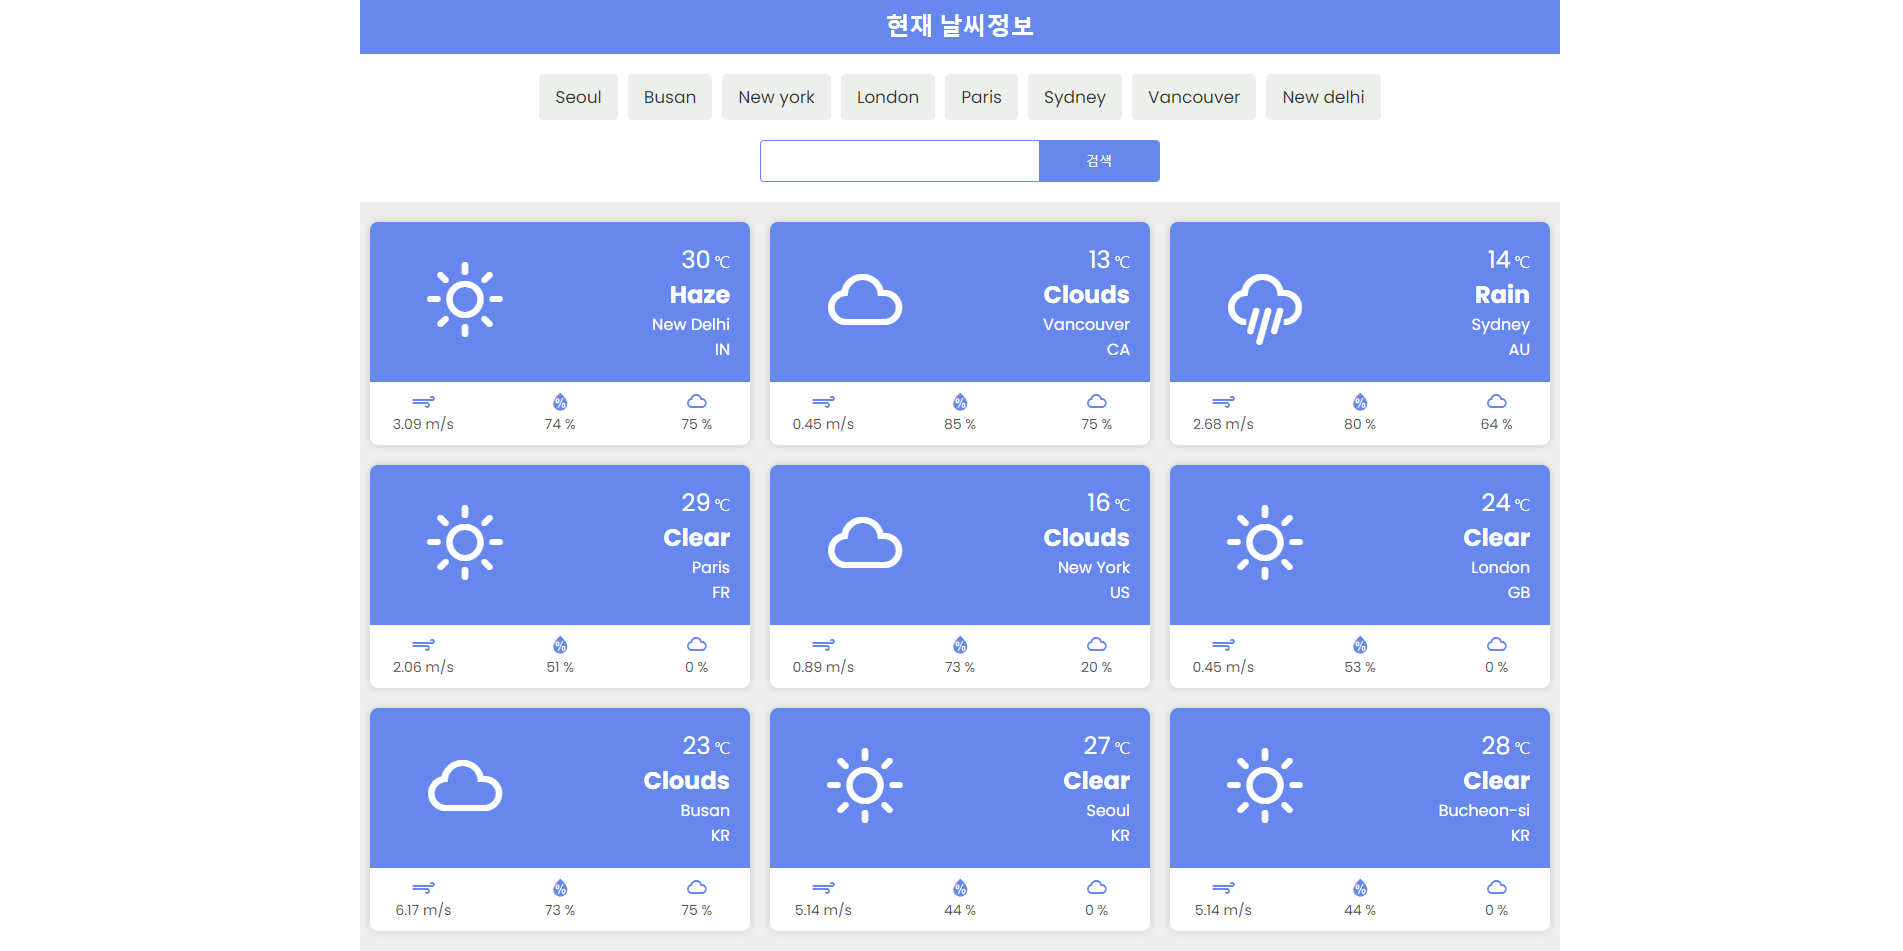 현재 날씨정보
Seoul Busan New york London Paris Sydney Vancouver New delhi
검색
30 ℃
Haze
New Delhi
IN
3.09 m/s 74 % 75 %
13 ℃
Clouds
Vancouver
CA
0.45 m/s 85 % 75 %
14 ℃
Rain
Sydney
AU
2.68 m/s 80 % 64 %
29 ℃
Clear
Paris
FR
2.06 m/s 51 % 0 %
16 ℃
Clouds
New York
US
0.89 m/s 73 % 20 %
24 ℃
Clear
London
GB
0.45 m/s 53 % 0 %
23 ℃
Clouds
Busan
KR
6.17 m/s 73 % 75 %
27 ℃
Clear
Seoul
KR
5.14 m/s 44 % 0 %
28 ℃
Clear
Bucheon-si
KR
5.14 m/s 44 % 0 %